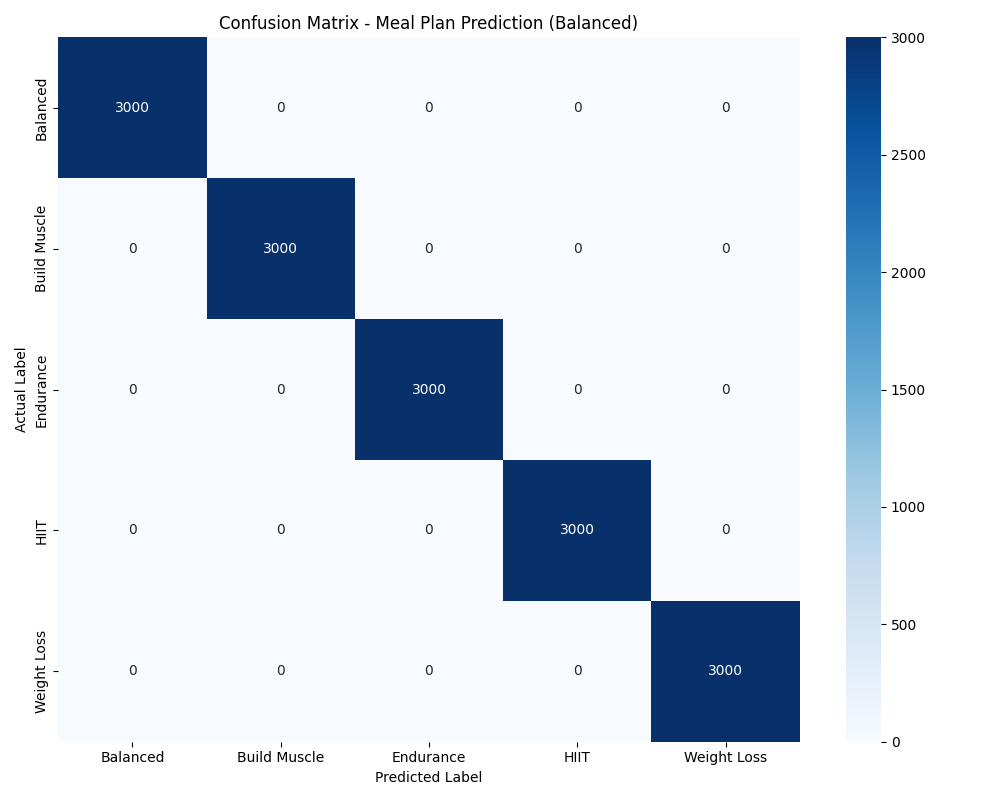 Confusion Matrix - Meal Plan Prediction (Balanced)
Actual Label
Balanced 3000 0 0 0 0
Build Muscle 0 3000 0 0 0
Endurance 0 0 3000 0 0
HIIT 0 0 0 3000 0
Weight Loss 0 0 0 0 3000
Balanced Build Muscle Endurance HIIT Weight Loss
Predicted Label
3000
2500
2000
1500
1000
500
0